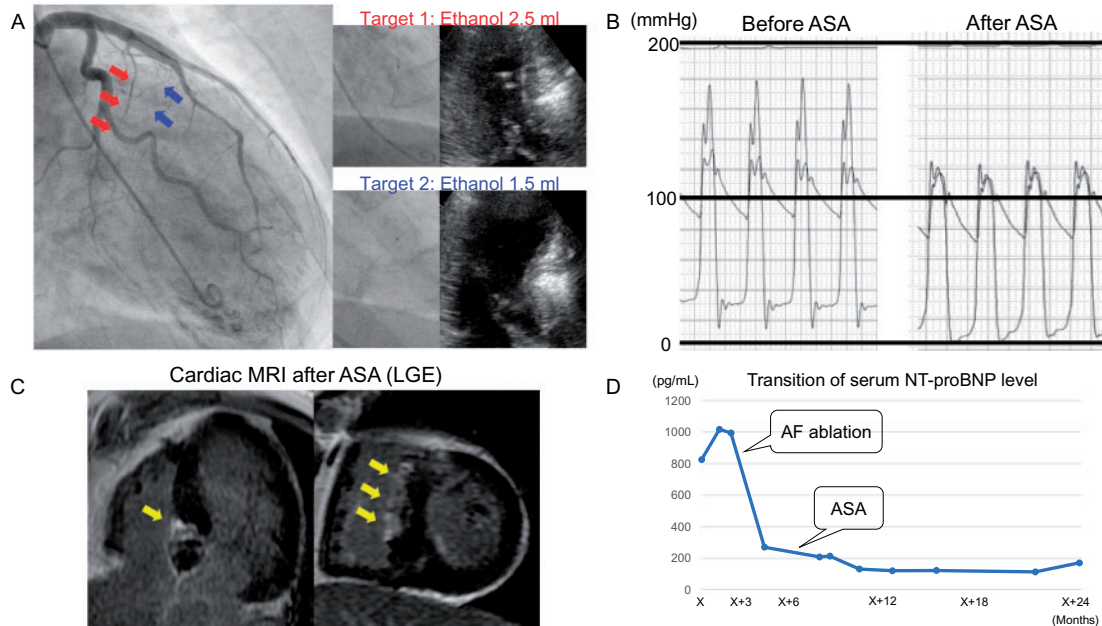 A
Target 1: Ethanol 2.5 ml
Target 2: Ethanol 1.5 ml
B
(mmHg)
Before ASA
After ASA
200
100
0
C
Cardiac MRI after ASA (LGE)
D
(pg/mL)
Transition of serum NT-proBNP level
1200
1000
800
600
400
200
0
AF ablation
ASA
X
X+3
X+6
X+12
X+18
X+24
(Months)